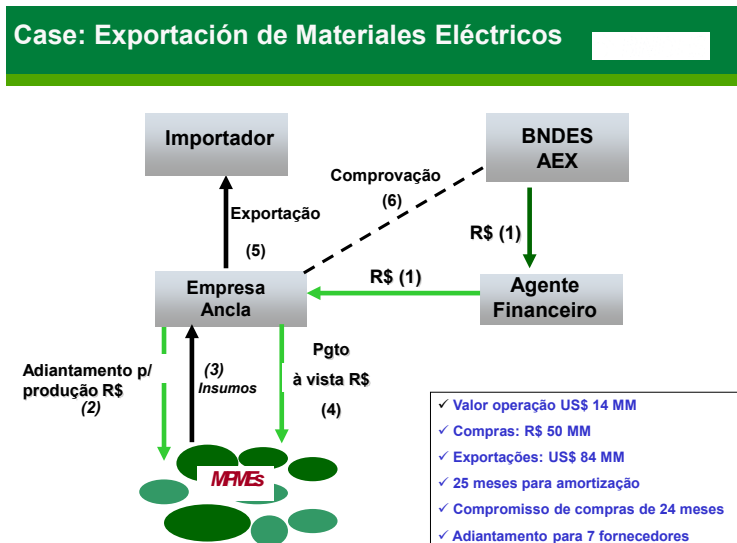 Case: Exportación de Materiales Eléctricos
Importador
BNDES
AEX
Comprovação
(6)
Exportação
(5)
R$ (1)
R$ (1)
Empresa
Ancla
Agente
Financeiro
Adiantamento p/
produção R$
(2)
(3)
Insumos
Pgto
à vista R$
(4)
MPMEs
✓ Valor operação US$ 14 MM
✓ Compras: R$ 50 MM
✓ Exportações: US$ 84 MM
✓ 25 meses para amortização
✓ Compromisso de compras de 24 meses
✓ Adiantamento para 7 fornecedores